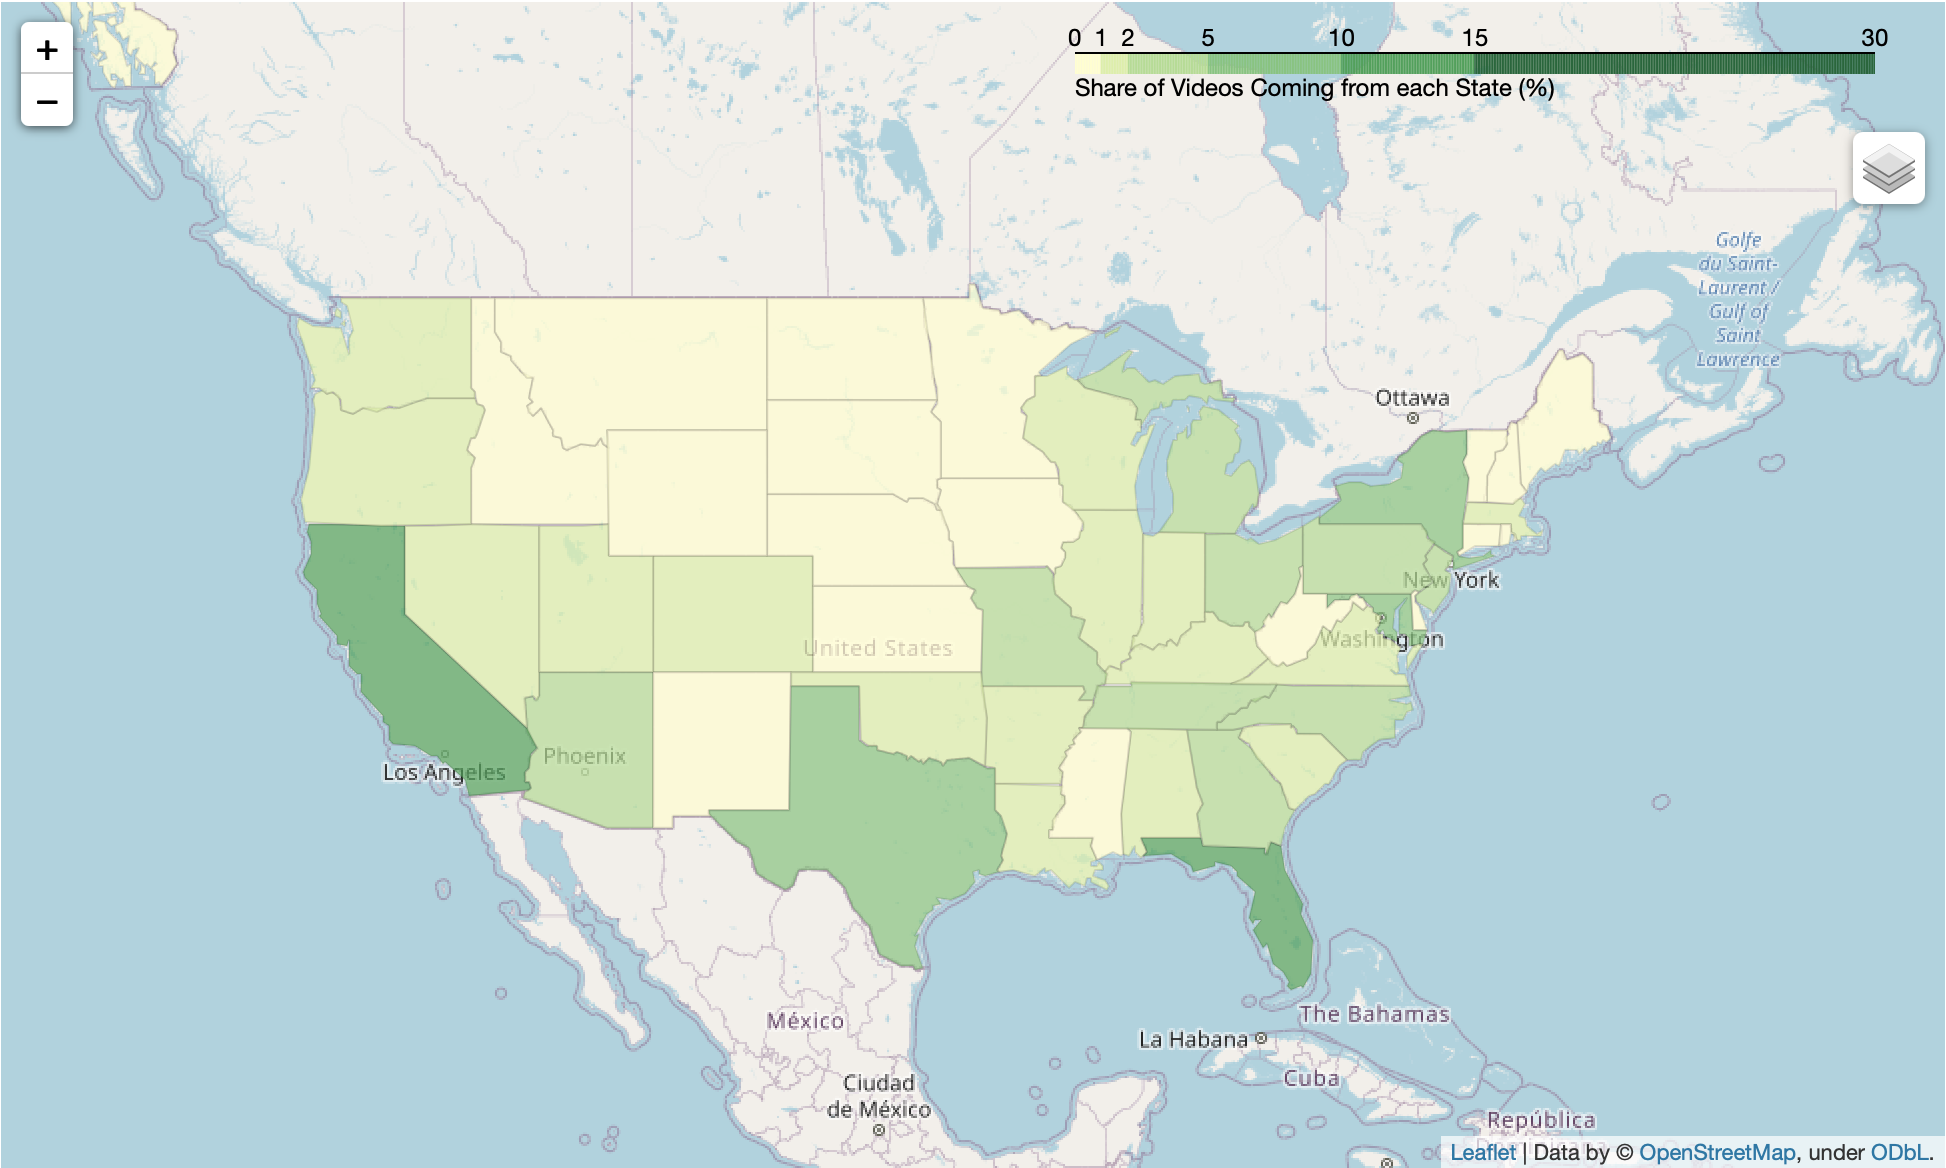 +
−
0 1 2 5 10 15 30
Share of Videos Coming from each State (%)
Golfe
du Saint-
Laurent /
Gulf of
Saint
Lawrence
Ottawa
New York
United States
Washington
Phoenix
Los Angeles
The Bahamas
México
La Habana
Cuba
Ciudad
de México
República
Leaflet | Data by © OpenStreetMap, under ODbL.